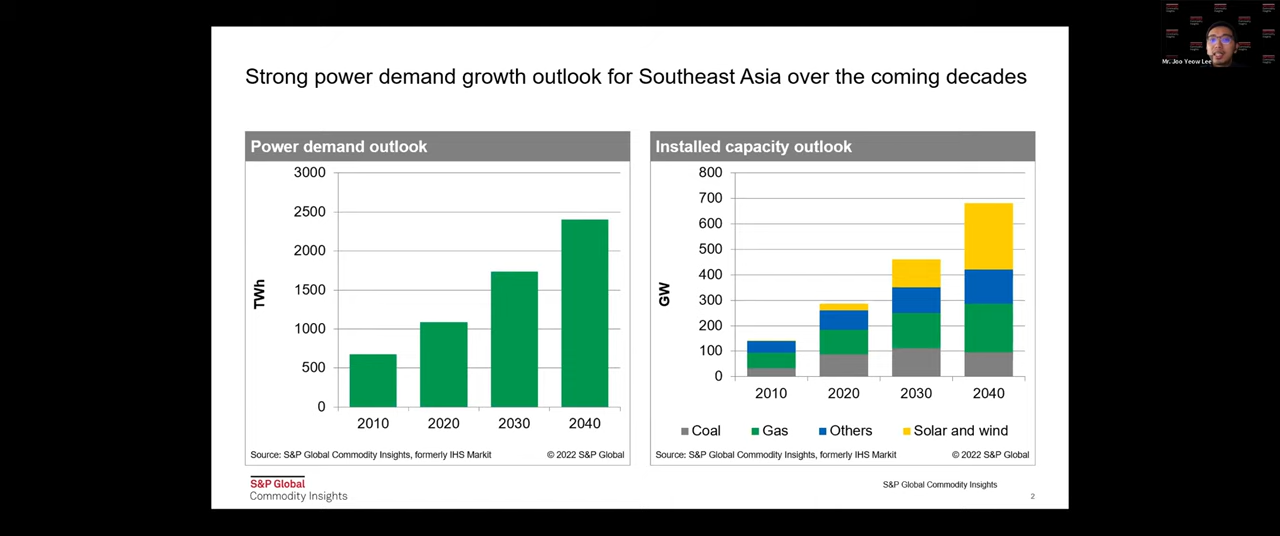 Strong power demand growth outlook for Southeast Asia over the coming decades
Power demand outlook
3000
2500
2000
1500
1000
500
0
TWh
2010
2020
2030
2040
Source: S&P Global Commodity Insights, formerly IHS Markit
© 2022 S&P Global
Installed capacity outlook
800
700
600
500
400
300
200
100
0
GW
2010
2020
2030
2040
Coal
Gas
Others
Solar and wind
Source: S&P Global Commodity Insights, formerly IHS Markit
© 2022 S&P Global
S&P Global
Commodity Insights
S&P Global Commodity Insights
2
Mr. Joo Yeow Lee